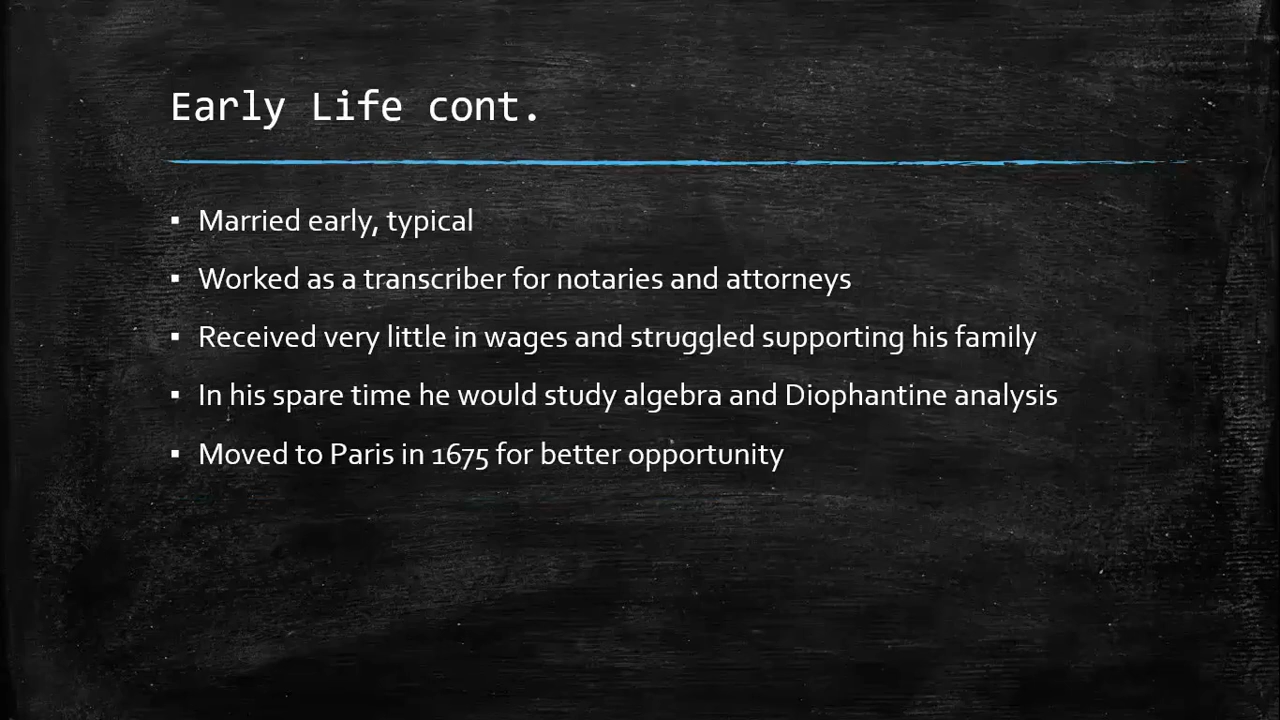 Early Life cont.
▪ Married early, typical
▪ Worked as a transcriber for notaries and attorneys
▪ Received very little in wages and struggled supporting his family
▪ In his spare time he would study algebra and Diophantine analysis
▪ Moved to Paris in 1675 for better opportunity